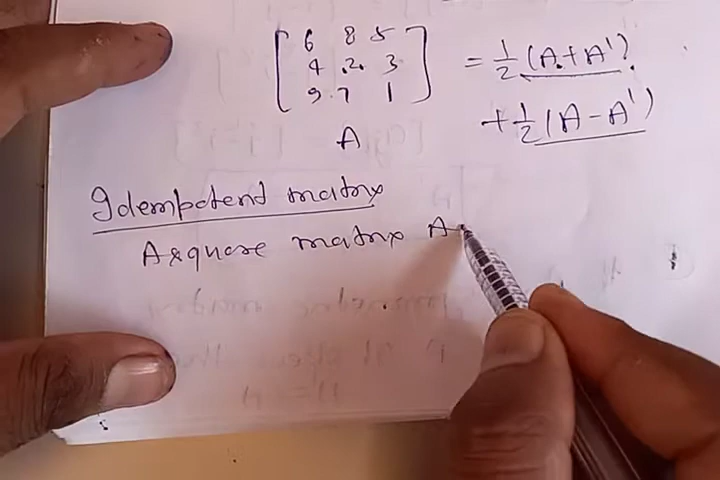 6 8 5 = 1/2 (A + A')
4 2 3
9 7 1 + 1/2 (A - A')
A
Idempotent matrix
A square matrix A